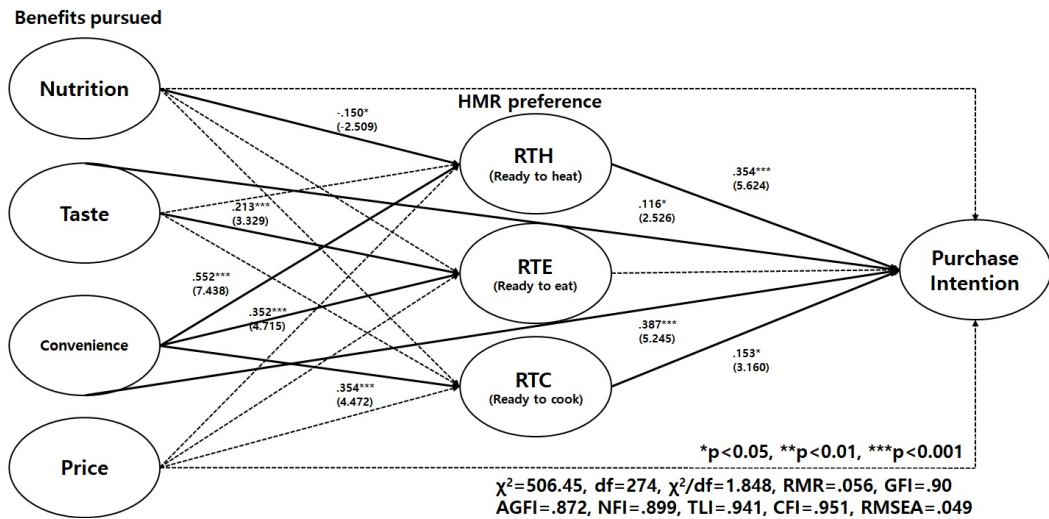 Benefits pursued
Nutrition
HMR preference
-.150*
(-2.509)
RTH
(Ready to heat)
.354***
(5.624)
Taste
.213***
(3.329)
.116*
(2.526)
RTE
(Ready to eat)
Purchase
Intention
.552***
(7.438)
.352***
(4.715)
.387***
(5.245)
Convenience
.153*
(3.160)
RTC
(Ready to cook)
.354***
(4.472)
Price
*p<0.05, **p<0.01, ***p<0.001
χ²=506.45, df=274, χ²/df=1.848, RMR=.056, GFI=.90
AGFI=.872, NFI=.899, TLI=.941, CFI=.951, RMSEA=.049